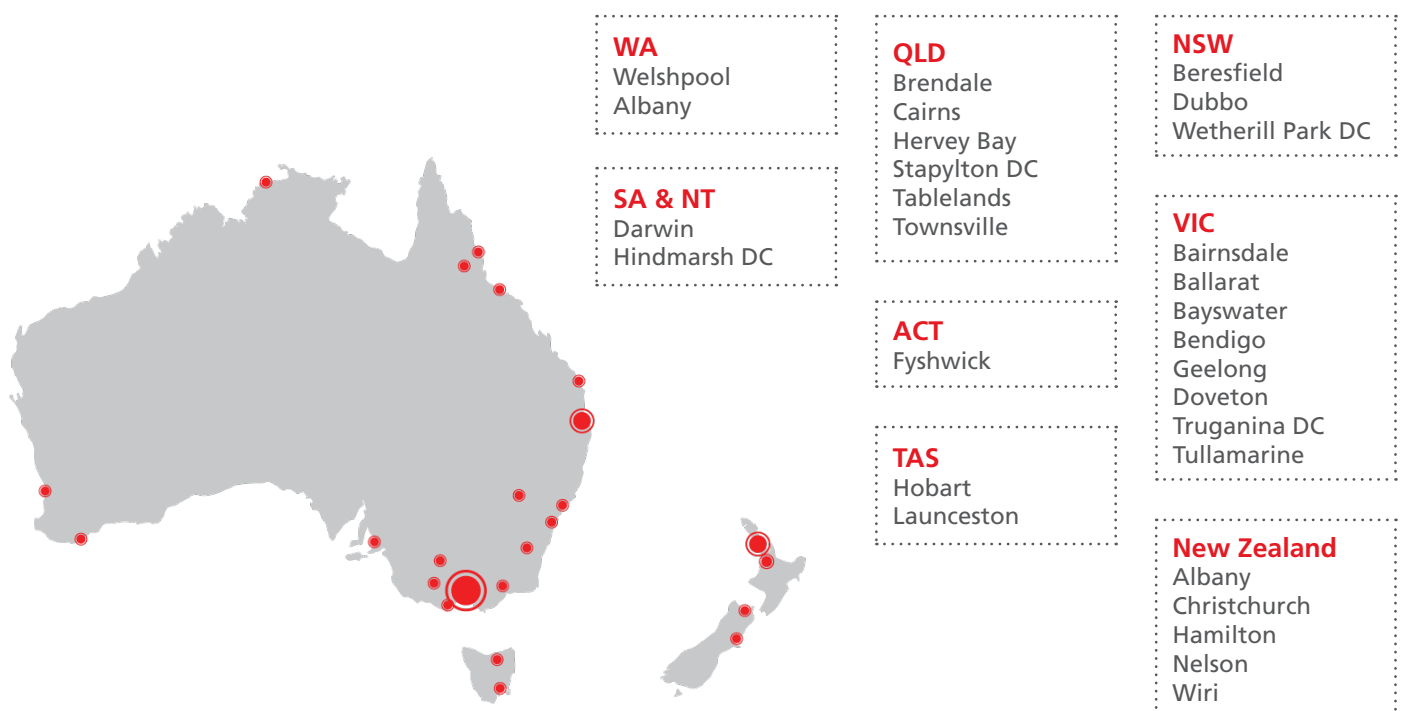 WA
Welshpool
Albany
SA & NT
Darwin
Hindmarsh DC
QLD
Brendale
Cairns
Hervey Bay
Stapylton DC
Tablelands
Townsville
ACT
Fyshwick
TAS
Hobart
Launceston
NSW
Beresfield
Dubbo
Wetherill Park DC
VIC
Bairnsdale
Ballarat
Bayswater
Bendigo
Geelong
Doveton
Truganina DC
Tullamarine
New Zealand
Albany
Christchurch
Hamilton
Nelson
Wiri